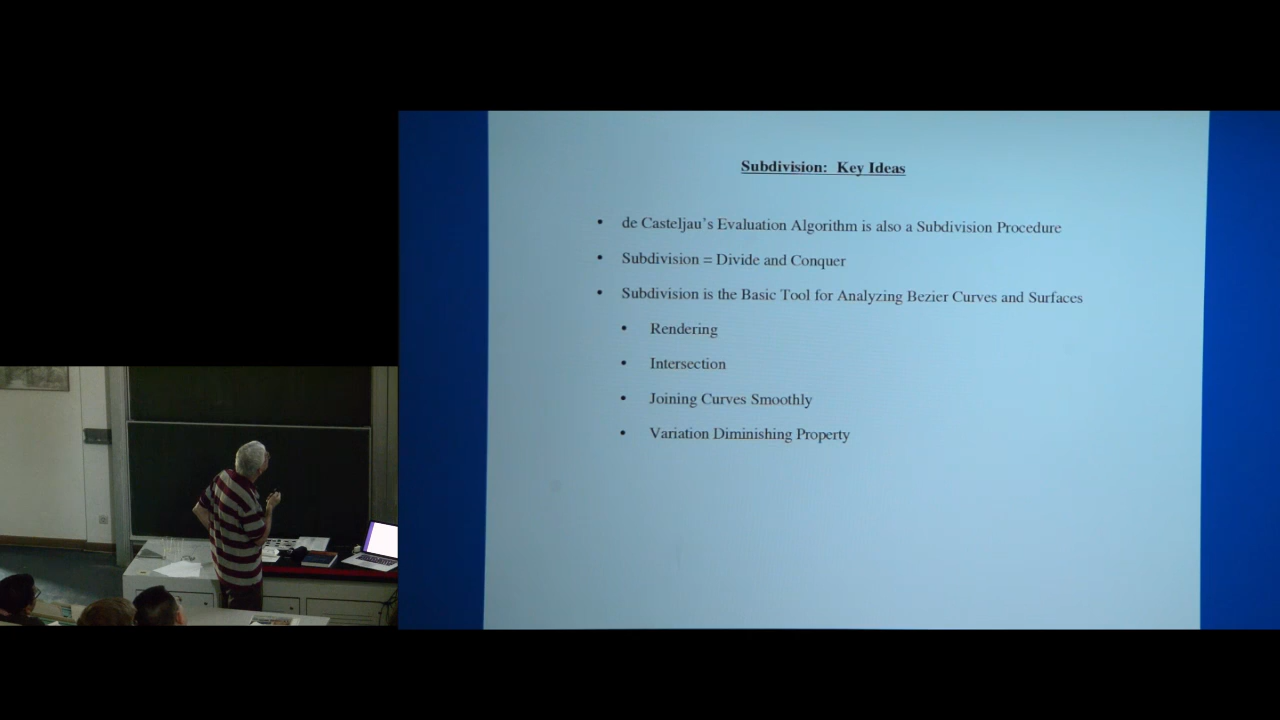 Subdivision: Key Ideas
• de Casteljau's Evaluation Algorithm is also a Subdivision Procedure
• Subdivision = Divide and Conquer
• Subdivision is the Basic Tool for Analyzing Bezier Curves and Surfaces
• Rendering
• Intersection
• Joining Curves Smoothly
• Variation Diminishing Property